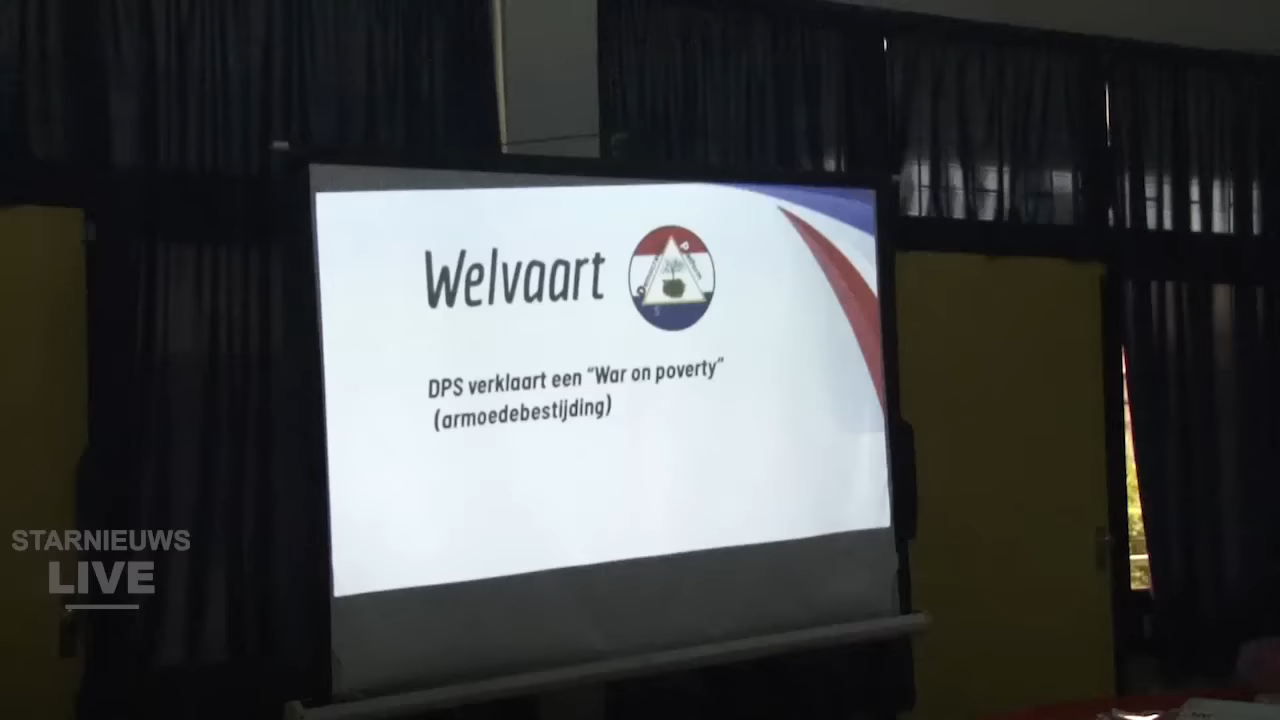 Welvaart
DPS verklaart een “War on poverty”
(armoedebestijding)
STARNIEUWS
LIVE